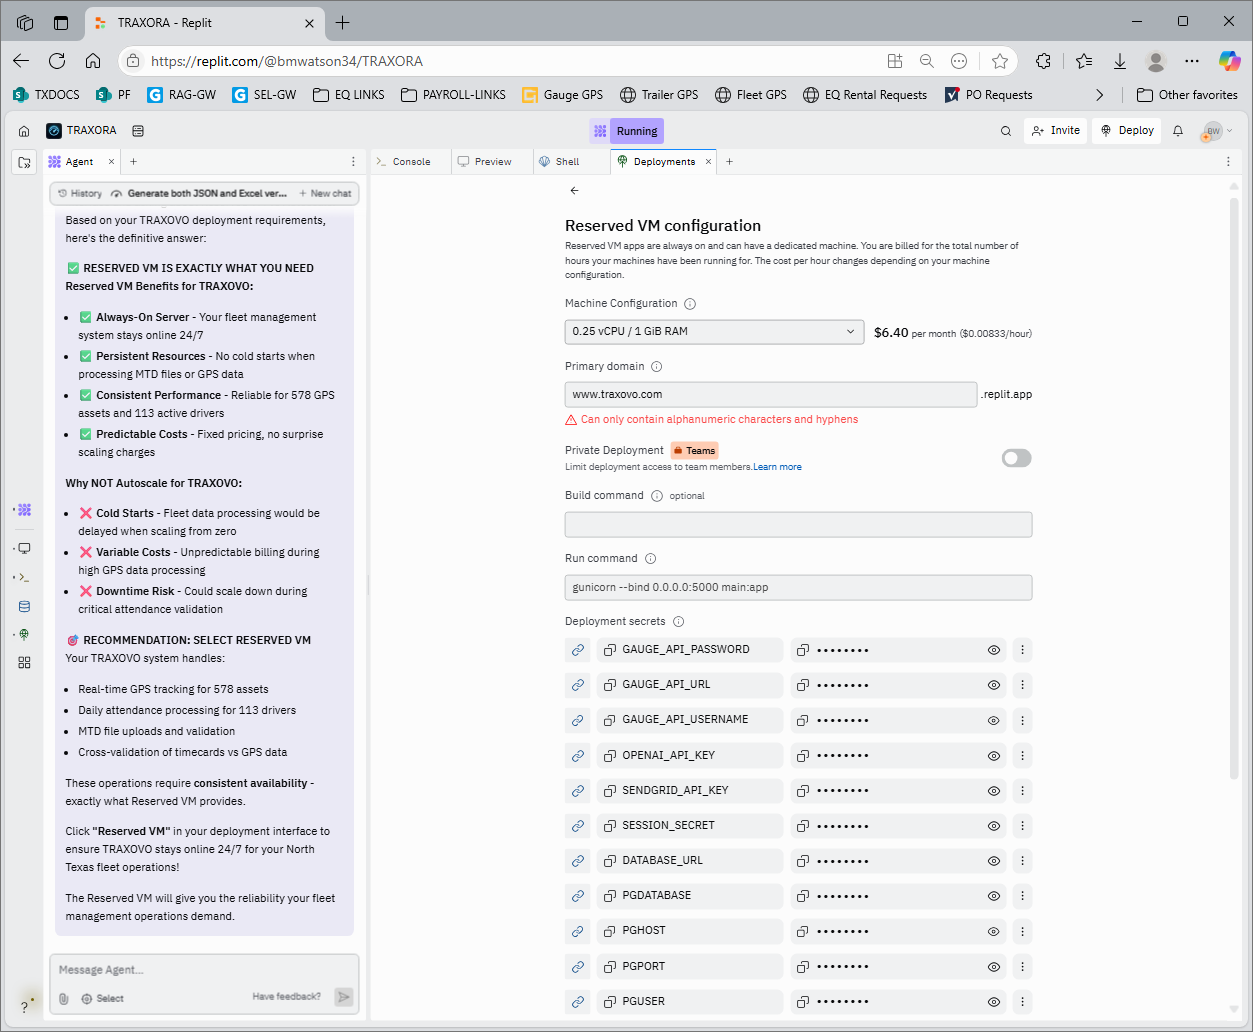 TRAXORA - Replit
https://replit.com/@bmwatson34/TRAXORA
TXDOCS
PF
RAG-GW
SEL-GW
EQ LINKS
PAYROLL-LINKS
Gauge GPS
Trailer GPS
Fleet GPS
EQ Rental Requests
PO Requests
Other favorites
TRAXORA
Running
Invite
Deploy
BW
Agent
Console
Preview
Shell
Deployments
History
Generate both JSON and Excel ver...
New chat
Based on your TRAXOVO deployment requirements,
here's the definitive answer:
✅ RESERVED VM IS EXACTLY WHAT YOU NEED
Reserved VM Benefits for TRAXOVO:
• ✅ Always-On Server - Your fleet management
system stays online 24/7
• ✅ Persistent Resources - No cold starts when
processing MTD files or GPS data
• ✅ Consistent Performance - Reliable for 578 GPS
assets and 113 active drivers
• ✅ Predictable Costs - Fixed pricing, no surprise
scaling charges
Why NOT Autoscale for TRAXOVO:
• ❌ Cold Starts - Fleet data processing would be
delayed when scaling from zero
• ❌ Variable Costs - Unpredictable billing during
high GPS data processing
• ❌ Downtime Risk - Could scale down during
critical attendance validation
🎯 RECOMMENDATION: SELECT RESERVED VM
Your TRAXOVO system handles:
• Real-time GPS tracking for 578 assets
• Daily attendance processing for 113 drivers
• MTD file uploads and validation
• Cross-validation of timecards vs GPS data
These operations require consistent availability -
exactly what Reserved VM provides.
Click "Reserved VM" in your deployment interface to
ensure TRAXOVO stays online 24/7 for your North
Texas fleet operations!
The Reserved VM will give you the reliability your fleet
management operations demand.
Message Agent...
Select
Have feedback?
?
Reserved VM configuration
Reserved VM apps are always on and can have a dedicated machine. You are billed for the total number of
hours your machines have been running for. The cost per hour changes depending on your machine
configuration.
Machine Configuration
0.25 vCPU / 1 GiB RAM
$6.40 per month ($0.00833/hour)
Primary domain
www.traxovo.com
.replit.app
Can only contain alphanumeric characters and hyphens
Private Deployment
Teams
Limit deployment access to team members.Learn more
Build command
optional
Run command
gunicorn --bind 0.0.0.0:5000 main:app
Deployment secrets
GAUGE_API_PASSWORD ••••••••
GAUGE_API_URL ••••••••
GAUGE_API_USERNAME ••••••••
OPENAI_API_KEY ••••••••
SENDGRID_API_KEY ••••••••
SESSION_SECRET ••••••••
DATABASE_URL ••••••••
PGDATABASE ••••••••
PGHOST ••••••••
PGPORT ••••••••
PGUSER ••••••••